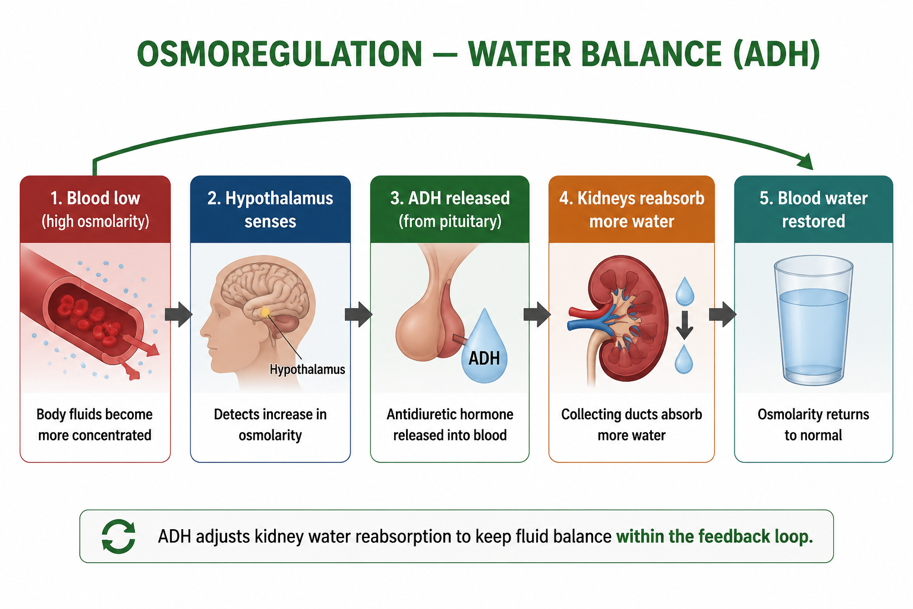 OSMOREGULATION — WATER BALANCE (ADH)
1. Blood low
(high osmolarity)
Body fluids become
more concentrated
2. Hypothalamus
senses
Hypothalamus
Detects increase in
osmolarity
3. ADH released
(from pituitary)
ADH
Antidiuretic hormone
released into blood
4. Kidneys reabsorb
more water
Collecting ducts absorb
more water
5. Blood water
restored
Osmolarity returns
to normal
ADH adjusts kidney water reabsorption to keep fluid balance within the feedback loop.